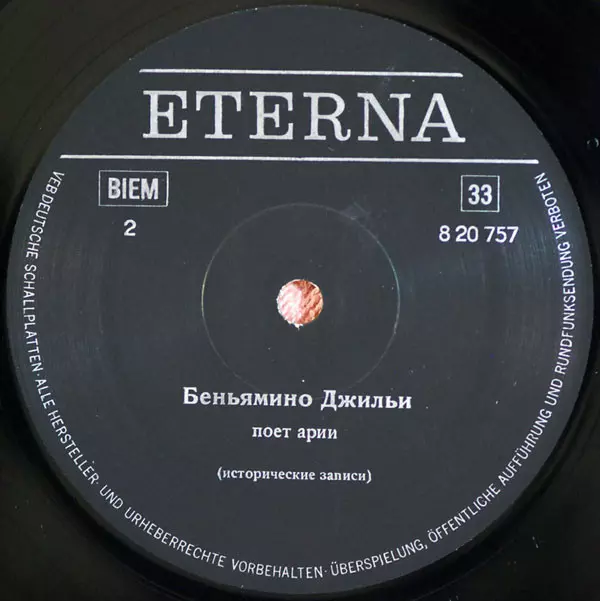 ETERNA
BIEM
33
2
8 20 757
Беньямино Джильи
поет арии
(исторические записи)
VEB DEUTSCHE SCHALLPLATTEN · ALLE HERSTELLER- UND URHEBERRECHTE VORBEHALTEN · ÜBERSPIELUNG, ÖFFENTLICHE AUFFÜHRUNG UND RUNDFUNKSENDUNG VERBOTEN